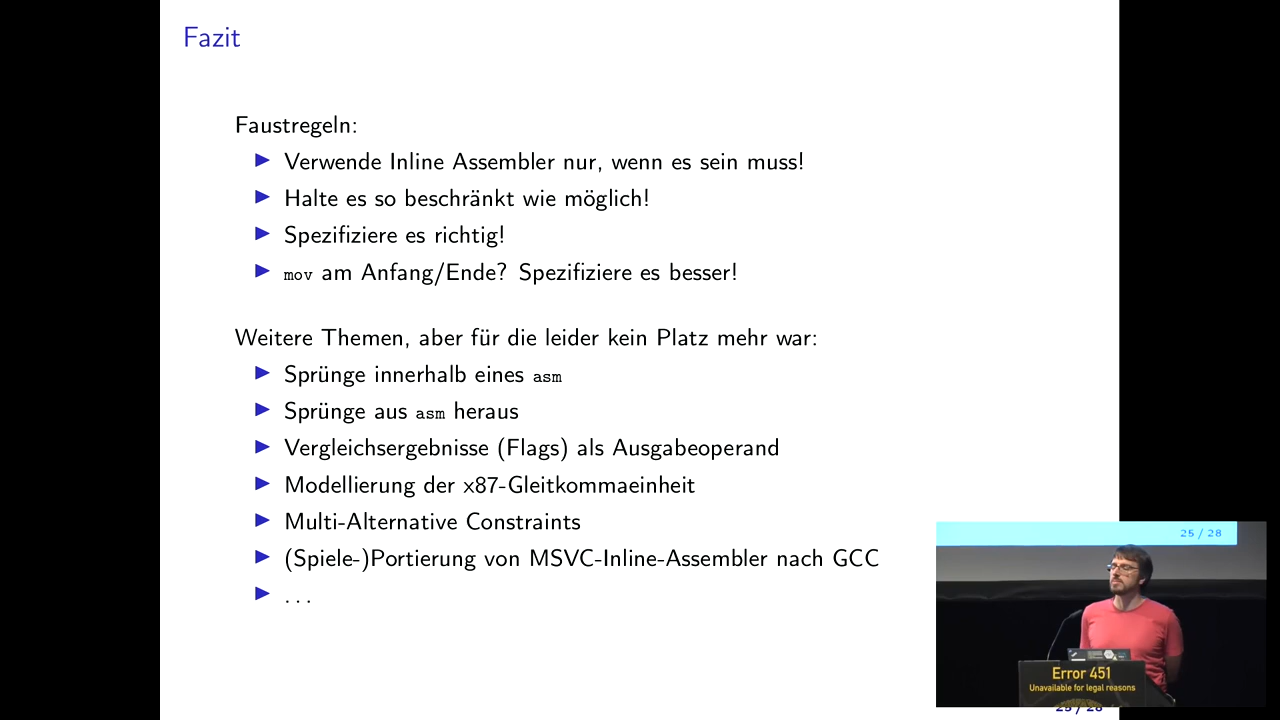 Fazit
Faustregeln:
Verwende Inline Assembler nur, wenn es sein muss!
Halte es so beschränkt wie möglich!
Spezifiziere es richtig!
mov am Anfang/Ende? Spezifiziere es besser!
Weitere Themen, aber für die leider kein Platz mehr war:
Sprünge innerhalb eines asm
Sprünge aus asm heraus
Vergleichsergebnisse (Flags) als Ausgabeoperand
Modellierung der x87-Gleitkommaeinheit
Multi-Alternative Constraints
(Spiele-)Portierung von MSVC-Inline-Assembler nach GCC
...
25 / 28
Error 451
Unavailable for legal reasons
25 / 28